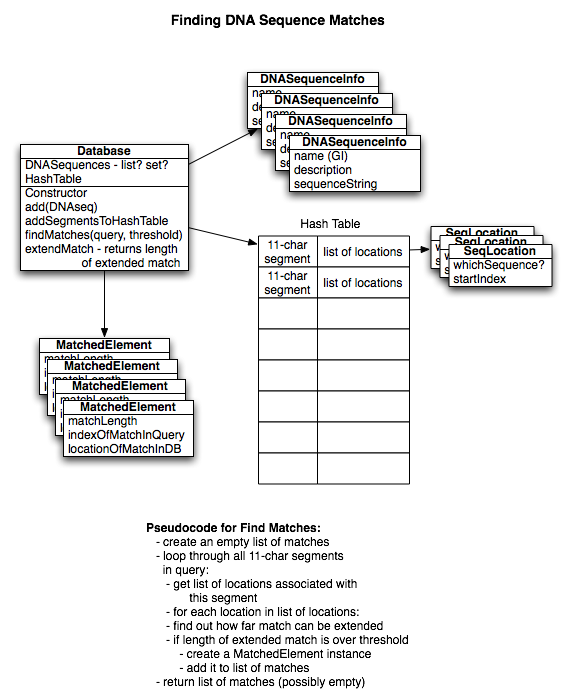 Finding DNA Sequence Matches
DNASequenceInfo
name
de
se
DNASequenceInfo
name
de
se
DNASequenceInfo
name
de
se
DNASequenceInfo
name (GI)
description
sequenceString
Database
DNASequences - list? set?
HashTable
Constructor
add(DNAseq)
addSegmentsToHashTable
findMatches(query, threshold)
extendMatch - returns length
of extended match
Hash Table
11-char
segment
list of locations
11-char
segment
list of locations
SeqLocation
SeqLocation
SeqLocation
whichSequence?
startIndex
MatchedElement
matchLength
MatchedElement
matchLength
MatchedElement
matchLength
MatchedElement
matchLength
indexOfMatchInQuery
locationOfMatchInDB
Pseudocode for Find Matches:
- create an empty list of matches
- loop through all 11-char segments
in query:
- get list of locations associated with
this segment
- for each location in list of locations:
- find out how far match can be extended
- if length of extended match is over threshold
- create a MatchedElement instance
- add it to list of matches
- return list of matches (possibly empty)